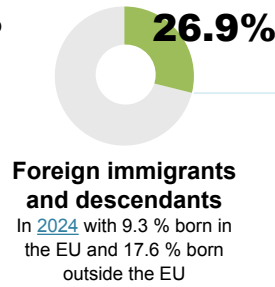 26.9%
Foreign immigrants
and descendants
In 2024 with 9.3 % born in
the EU and 17.6 % born
outside the EU